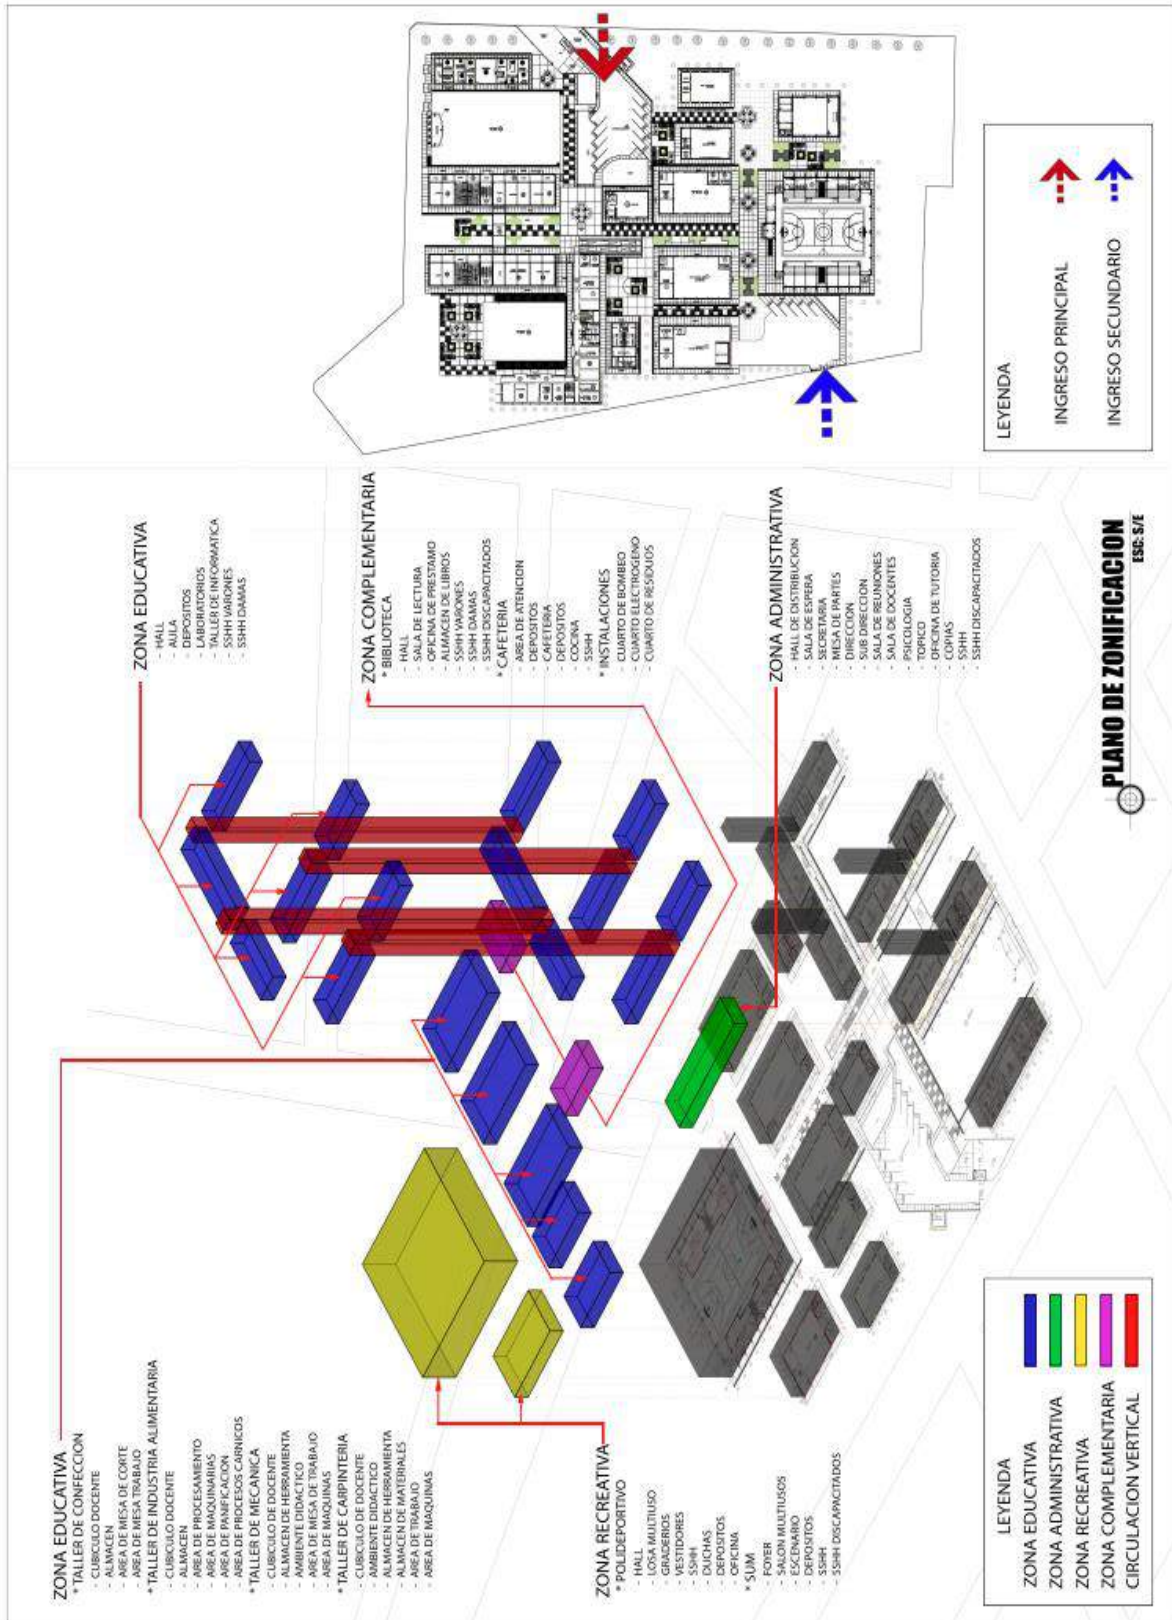 ZONA EDUCATIVA
* TALLER DE CONFECCION
- CUBICULO DOCENTE
- ALMACEN
- AREA DE MESA DE CORTE
- AREA DE MESA TRABAJO
* TALLER DE INDUSTRIA ALIMENTARIA
- CUBICULO DOCENTE
- ALMACEN
- AREA DE PROCESAMIENTO
- AREA DE MAQUINARIAS
- AREA DE PANIFICACION
- AREA DE PROCESOS CARNICOS
* TALLER DE MECANICA
- CUBICULO DE DOCENTE
- ALMACEN DE HERRAMIENTA
- AMBIENTE DIDACTICO
- AREA DE MESA DE TRABAJO
- AREA DE MAQUINAS
* TALLER DE CARPINTERIA
- CUBICULO DE DOCENTE
- AMBIENTE DIDACTICO
- ALMACEN DE HERRAMIENTA
- ALMACEN DE MATERIALES
- AREA DE TRABAJO
- AREA DE MAQUINAS
ZONA RECREATIVA
* POLIDEPORTIVO
- HALL
- LOSA MULTIUSO
- GRADERIOS
- VESTIDORES
- SSHH
- DUCHAS
- DEPOSITOS
- OFICINA
* SUM
- FOYER
- SALON MULTIUSOS
- ESCENARIO
- DEPOSITOS
- SSHH
- SSHH DISCAPACITADOS
LEYENDA
ZONA EDUCATIVA
ZONA ADMINISTRATIVA
ZONA RECREATIVA
ZONA COMPLEMENTARIA
CIRCULACION VERTICAL
ZONA EDUCATIVA
- HALL
- AULA
- DEPOSITOS
- LABORATORIOS
- TALLER DE INFORMATICA
- SSHH VARONES
- SSHH DAMAS
ZONA COMPLEMENTARIA
* BIBLIOTECA
- HALL
- SALA DE LECTURA
- OFICINA DE PRESTAMO
- ALMACEN DE LIBROS
- SSHH VARONES
- SSHH DAMAS
- SSHH DISCAPACITADOS
* CAFETERIA
- AREA DE ATENCION
- DEPOSITOS
- CAFETERIA
- DEPOSITOS
- COCINA
- SSHH
* INSTALACIONES
- CUARTO DE BOMBEO
- CUARTO ELECTROGENO
- CUARTO DE RESIDUOS
ZONA ADMINISTRATIVA
- HALL DE DISTRIBUCION
- SALA DE ESPERA
- SECRETARIA
- MESA DE PARTES
- DIRECCION
- SUB DIRECCION
- SALA DE REUNIONES
- SALA DE DOCENTES
- PSICOLOGIA
- TOPICO
- OFICINA DE TUTORIA
- COPIAS
- SSHH
- SSHH DISCAPACITADOS
PLANO DE ZONIFICACION
ESC: S/E
LEYENDA
INGRESO PRINCIPAL
INGRESO SECUNDARIO